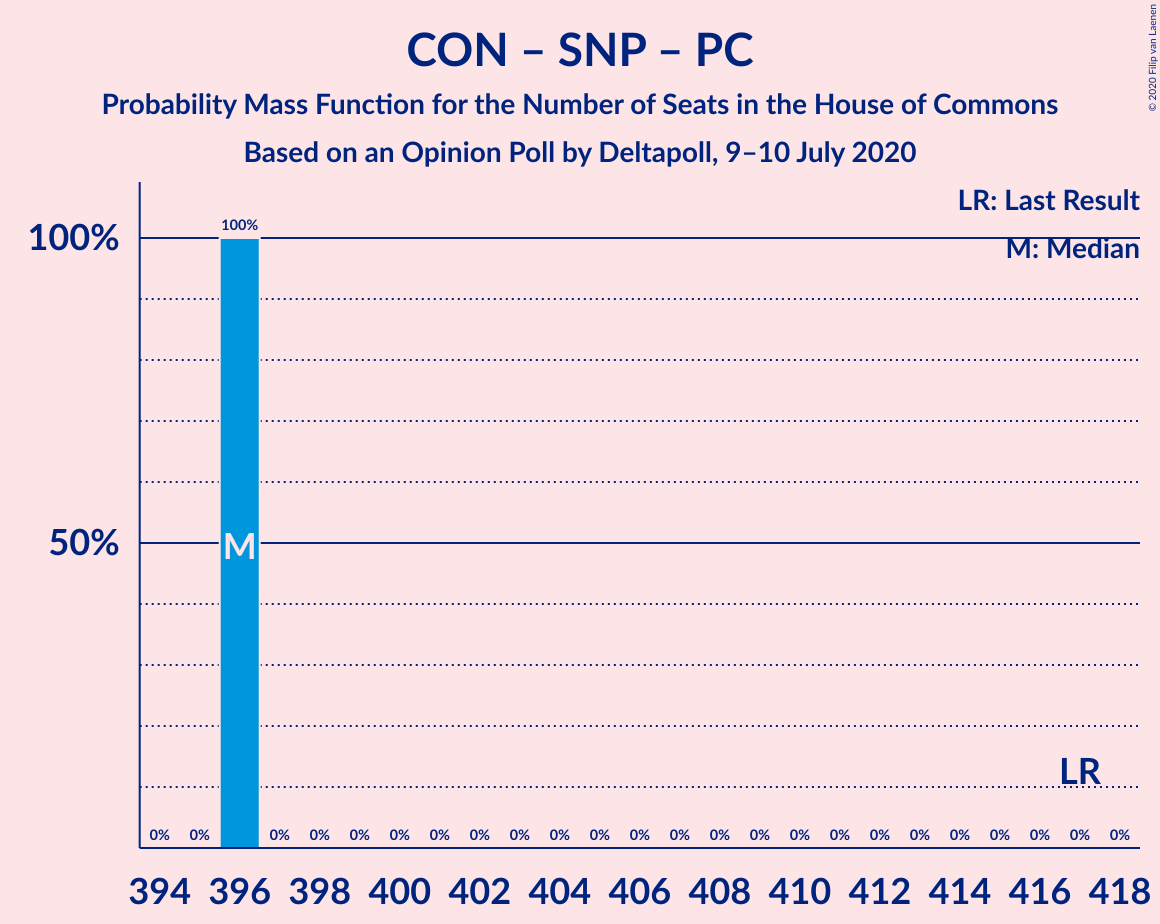 CON – SNP – PC
Probability Mass Function for the Number of Seats in the House of Commons
Based on an Opinion Poll by Deltapoll, 9–10 July 2020
© 2020 Filip van Laenen
LR: Last Result
M: Median
100%
100%
50%
M
LR
0% 0% 0% 0% 0% 0% 0% 0% 0% 0% 0% 0% 0% 0% 0% 0% 0% 0% 0% 0% 0% 0% 0% 0%
394 396 398 400 402 404 406 408 410 412 414 416 418